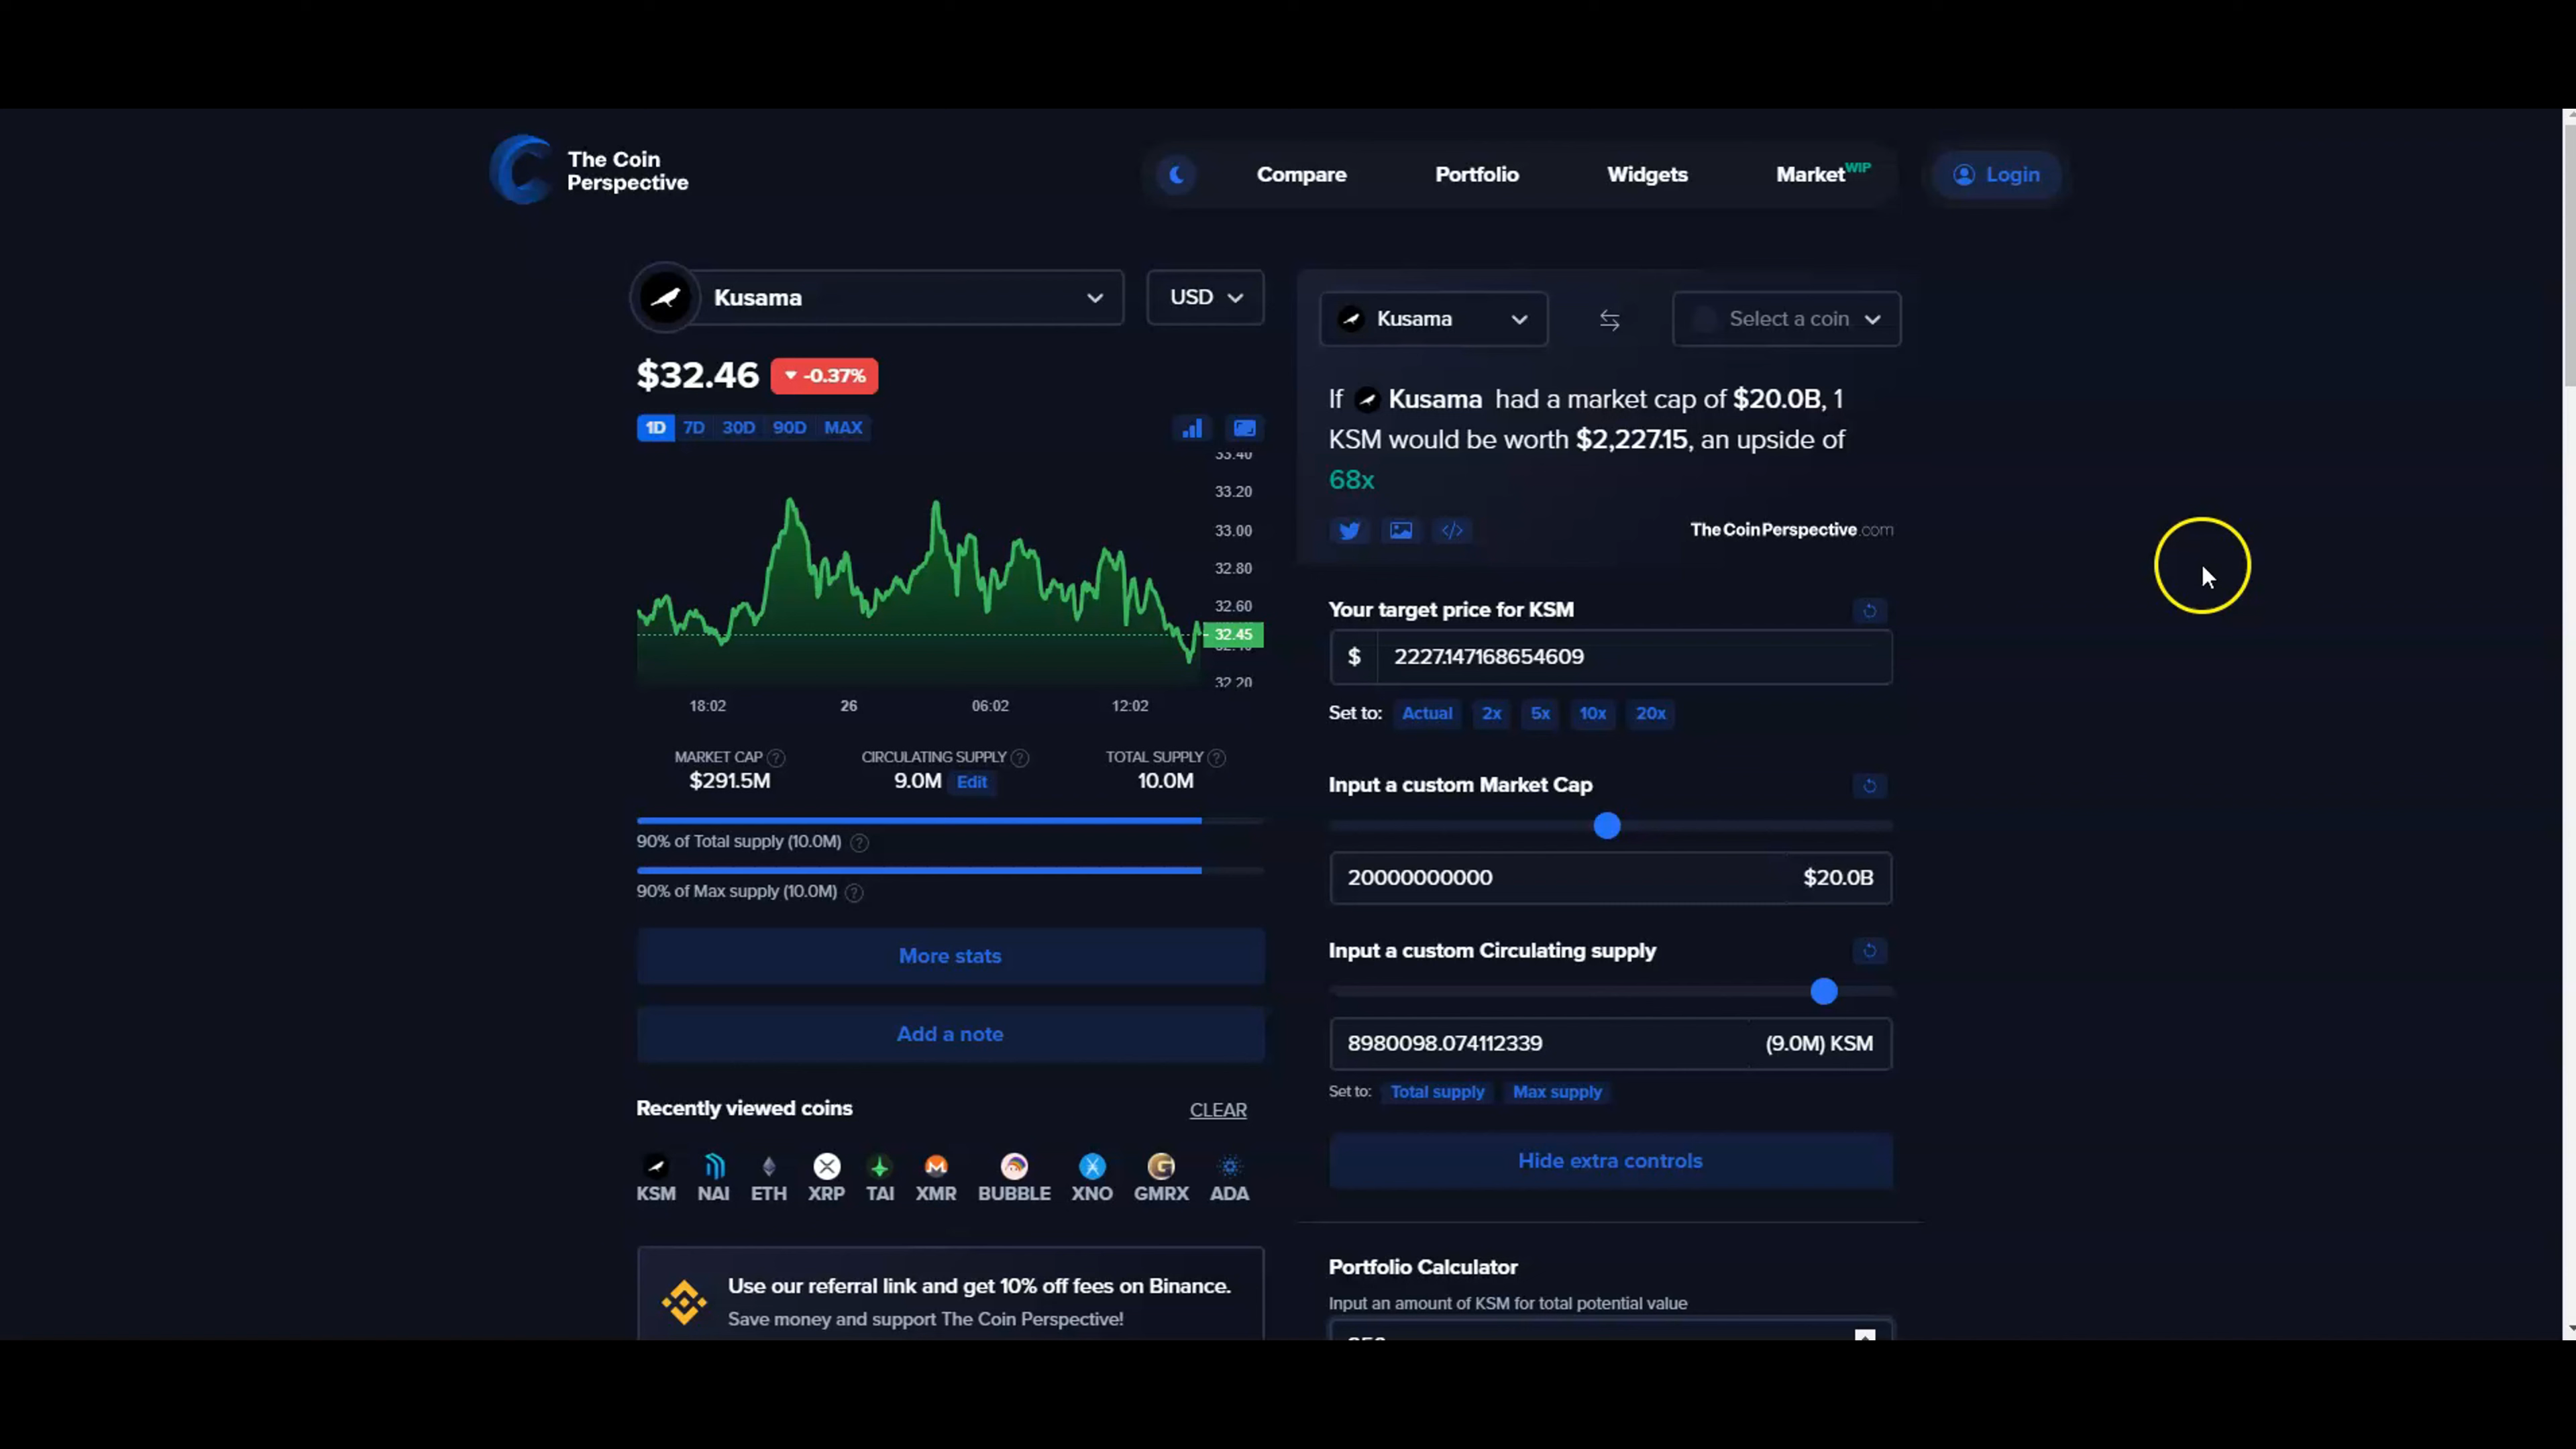 The Coin
Perspective
Compare
Portfolio
Widgets
Market WIP
Login
Kusama
USD
$32.46
-0.37%
1D 7D 30D 90D MAX
33.40
33.20
33.00
32.80
32.60
32.45
32.20
18:02 26 06:02 12:02
MARKET CAP ?
$291.5M
CIRCULATING SUPPLY ?
9.0M Edit
TOTAL SUPPLY ?
10.0M
90% of Total supply (10.0M) ?
90% of Max supply (10.0M) ?
More stats
Add a note
Recently viewed coins
CLEAR
KSM NAI ETH XRP TAI XMR BUBBLE XNO GMRX ADA
Use our referral link and get 10% off fees on Binance.
Save money and support The Coin Perspective!
Kusama
Select a coin
If Kusama had a market cap of $20.0B, 1
KSM would be worth $2,227.15, an upside of
68x
TheCoinPerspective.com
Your target price for KSM
$ 2227.147168654609
Set to: Actual 2x 5x 10x 20x
Input a custom Market Cap
20000000000 $20.0B
Input a custom Circulating supply
8980098.074112339 (9.0M) KSM
Set to: Total supply Max supply
Hide extra controls
Portfolio Calculator
Input an amount of KSM for total potential value